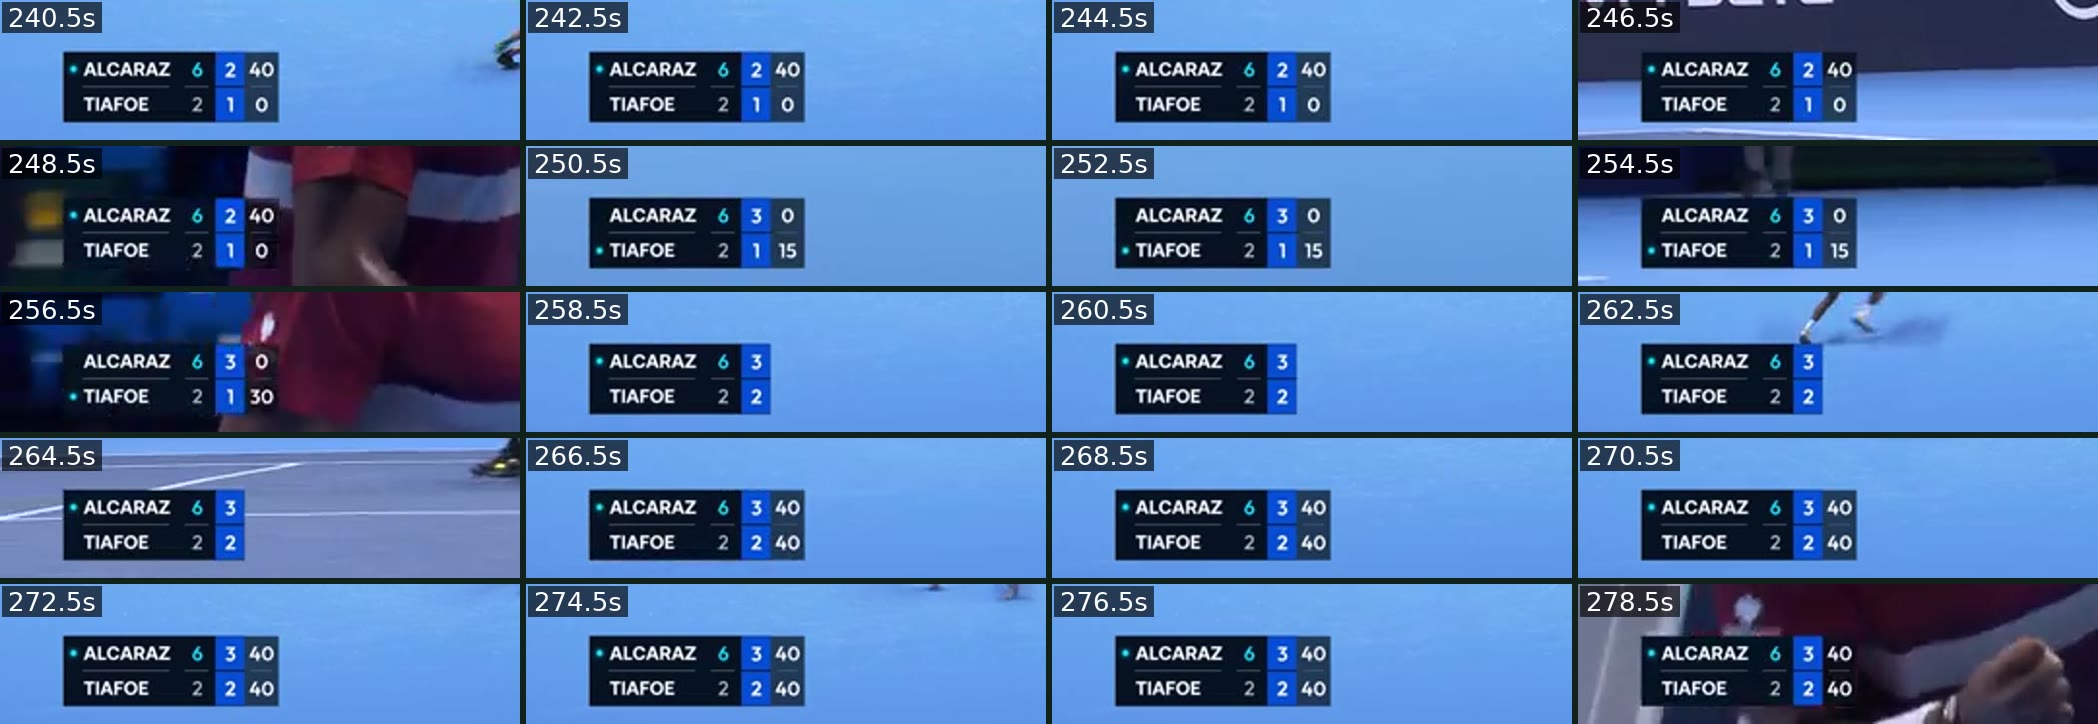 240.5s
ALCARAZ 6 2 40
TIAFOE 2 1 0
242.5s
ALCARAZ 6 2 40
TIAFOE 2 1 0
244.5s
ALCARAZ 6 2 40
TIAFOE 2 1 0
246.5s
ALCARAZ 6 2 40
TIAFOE 2 1 0
248.5s
ALCARAZ 6 2 40
TIAFOE 2 1 0
250.5s
ALCARAZ 6 3 0
TIAFOE 2 1 15
252.5s
ALCARAZ 6 3 0
TIAFOE 2 1 15
254.5s
ALCARAZ 6 3 0
TIAFOE 2 1 15
256.5s
ALCARAZ 6 3 0
TIAFOE 2 1 30
258.5s
ALCARAZ 6 3
TIAFOE 2 2
260.5s
ALCARAZ 6 3
TIAFOE 2 2
262.5s
ALCARAZ 6 3
TIAFOE 2 2
264.5s
ALCARAZ 6 3
TIAFOE 2 2
266.5s
ALCARAZ 6 3 40
TIAFOE 2 2 40
268.5s
ALCARAZ 6 3 40
TIAFOE 2 2 40
270.5s
ALCARAZ 6 3 40
TIAFOE 2 2 40
272.5s
ALCARAZ 6 3 40
TIAFOE 2 2 40
274.5s
ALCARAZ 6 3 40
TIAFOE 2 2 40
276.5s
ALCARAZ 6 3 40
TIAFOE 2 2 40
278.5s
ALCARAZ 6 3 40
TIAFOE 2 2 40